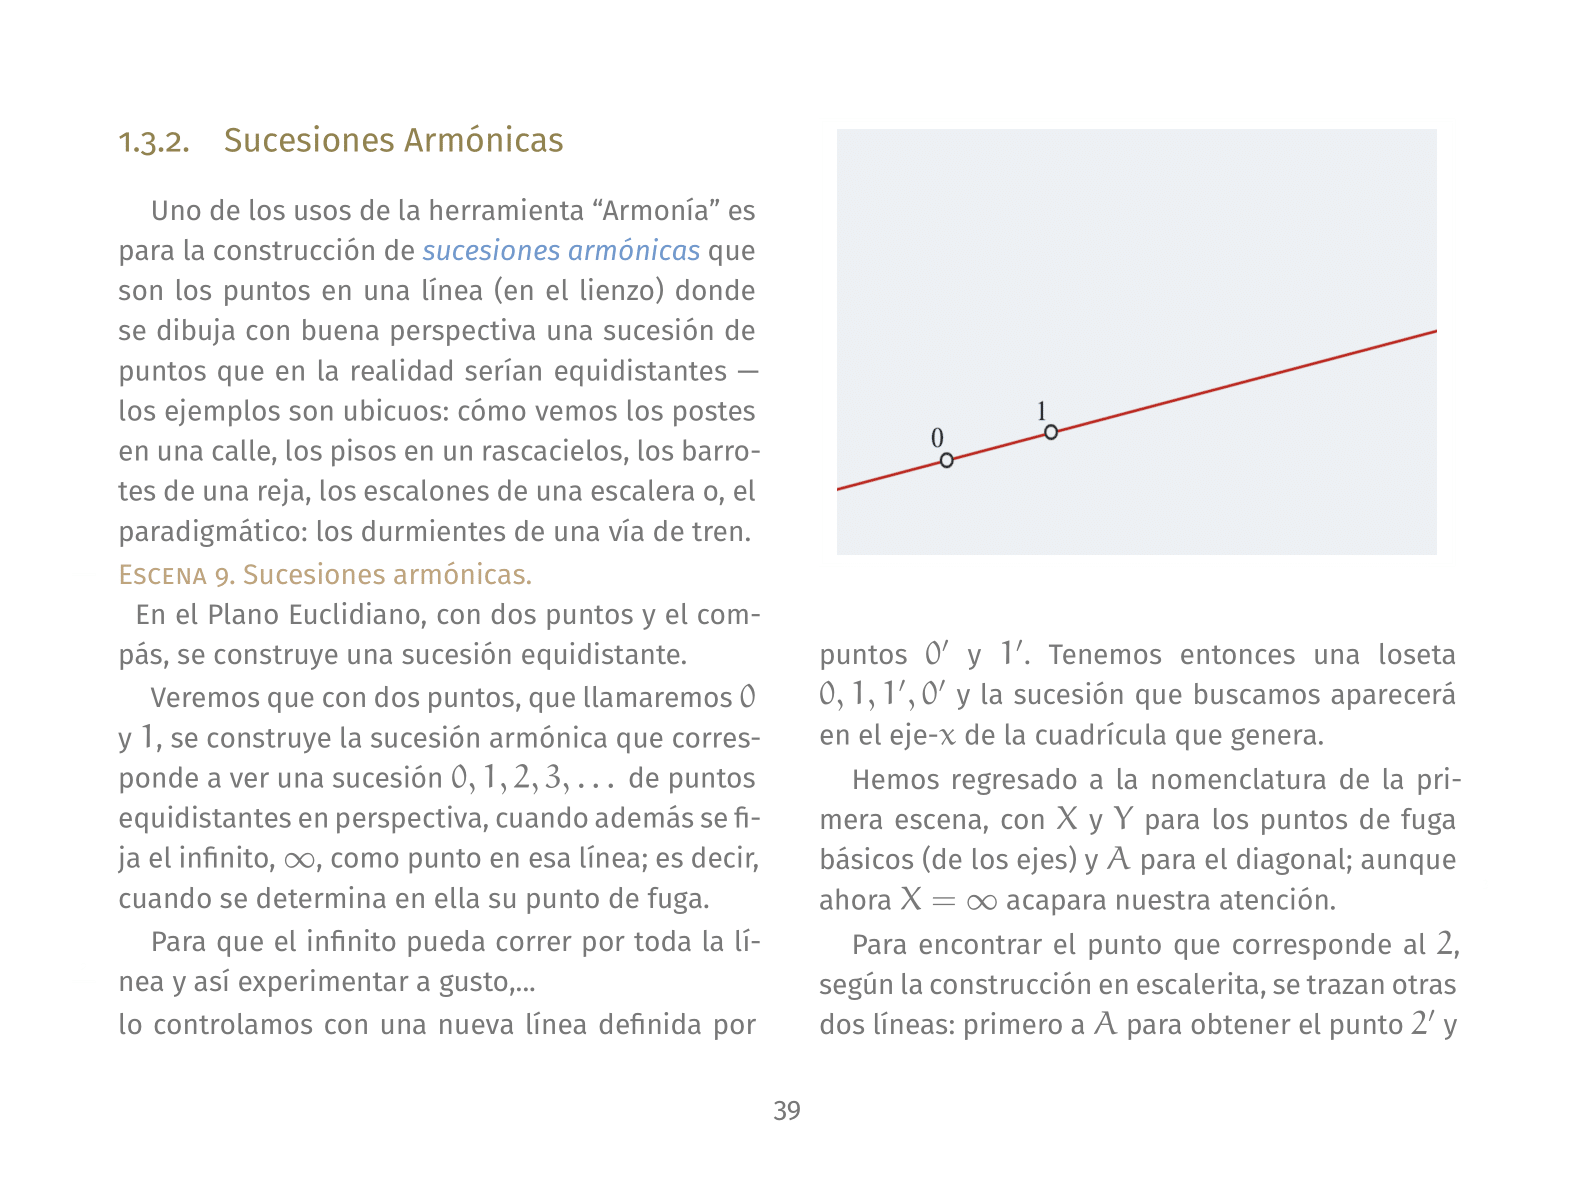 1.3.2. Sucesiones Armónicas
Uno de los usos de la herramienta “Armonía” es
para la construcción de sucesiones armónicas que
son los puntos en una línea (en el lienzo) donde
se dibuja con buena perspectiva una sucesión de
puntos que en la realidad serían equidistantes —
los ejemplos son ubicuos: cómo vemos los postes
en una calle, los pisos en un rascacielos, los barro-
tes de una reja, los escalones de una escalera o, el
paradigmático: los durmientes de una vía de tren.
Escena 9. Sucesiones armónicas.
En el Plano Euclidiano, con dos puntos y el com-
pás, se construye una sucesión equidistante.
Veremos que con dos puntos, que llamaremos 0
y 1, se construye la sucesión armónica que corres-
ponde a ver una sucesión 0, 1, 2, 3, . . . de puntos
equidistantes en perspectiva, cuando además se fi-
ja el infinito, ∞, como punto en esa línea; es decir,
cuando se determina en ella su punto de fuga.
Para que el infinito pueda correr por toda la lí-
nea y así experimentar a gusto,...
lo controlamos con una nueva línea definida por
0
1
puntos 0′ y 1′. Tenemos entonces una loseta
0, 1, 1′, 0′ y la sucesión que buscamos aparecerá
en el eje-x de la cuadrícula que genera.
Hemos regresado a la nomenclatura de la pri-
mera escena, con X y Y para los puntos de fuga
básicos (de los ejes) y A para el diagonal; aunque
ahora X = ∞ acapara nuestra atención.
Para encontrar el punto que corresponde al 2,
según la construcción en escalerita, se trazan otras
dos líneas: primero a A para obtener el punto 2′ y
39